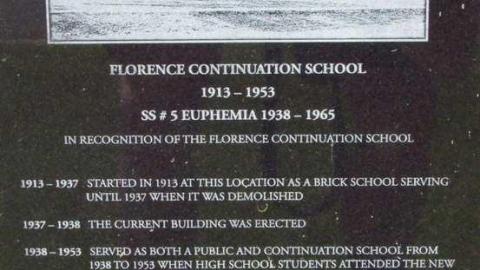 FLORENCE CONTINUATION SCHOOL
1913 – 1953
SS # 5 EUPHEMIA 1938 – 1965
IN RECOGNITION OF THE FLORENCE CONTINUATION SCHOOL
1913 – 1937 STARTED IN 1913 AT THIS LOCATION AS A BRICK SCHOOL SERVING
UNTIL 1937 WHEN IT WAS DEMOLISHED
1937 – 1938 THE CURRENT BUILDING WAS ERECTED
1938 – 1953 SERVED AS BOTH A PUBLIC AND CONTINUATION SCHOOL FROM
1938 TO 1953 WHEN HIGH SCHOOL STUDENTS ATTENDED THE NEW